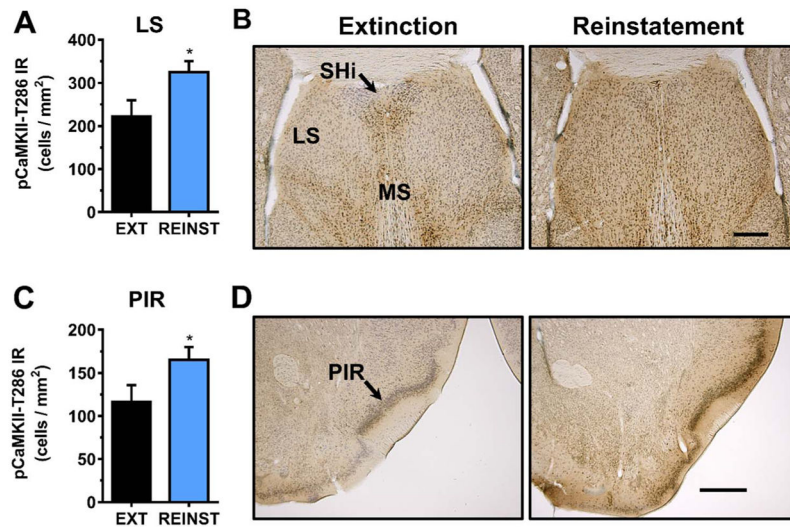 A
LS
pCaMKII-T286 IR
(cells / mm²)
400
300
200
100
0
*
EXT REINST
B
Extinction
Reinstatement
SHi
LS
MS
C
PIR
pCaMKII-T286 IR
(cells / mm²)
200
150
100
50
0
*
EXT REINST
D
PIR